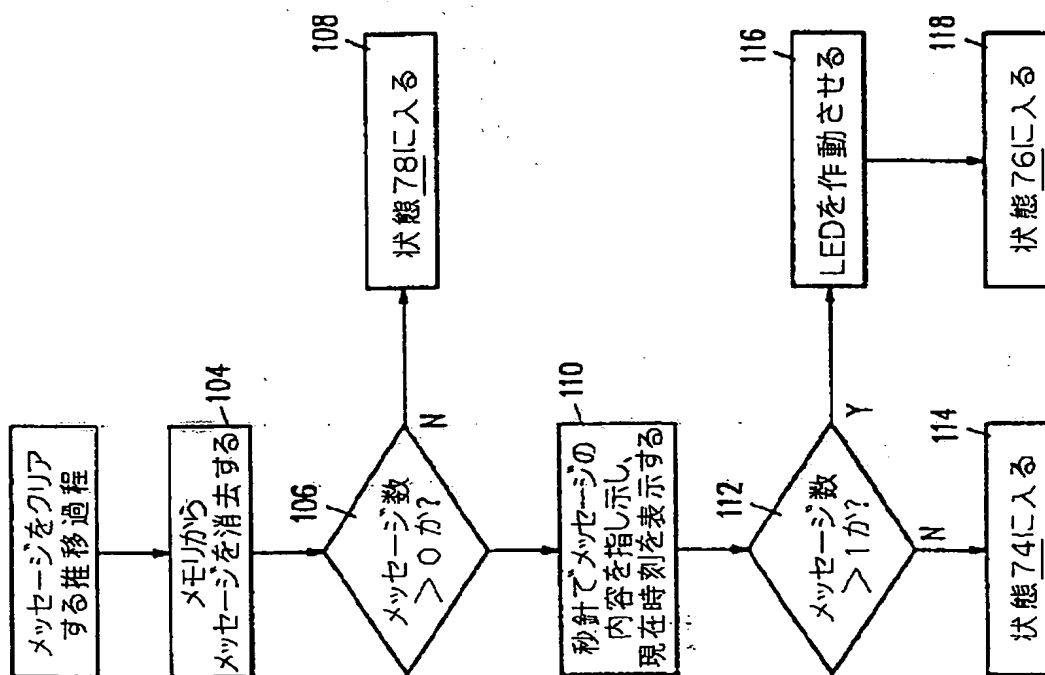 メッセージをクリア
する推移過程
104
メモリから
メッセージを消去する
106
メッセージ数
>0か?
N
108
状態78に入る
110
秒針でメッセージの
内容を指し示し、
現在時刻を表示する
112
メッセージ数
>1か?
Y
N
116
LEDを作動させる
114
状態74に入る
118
状態76に入る